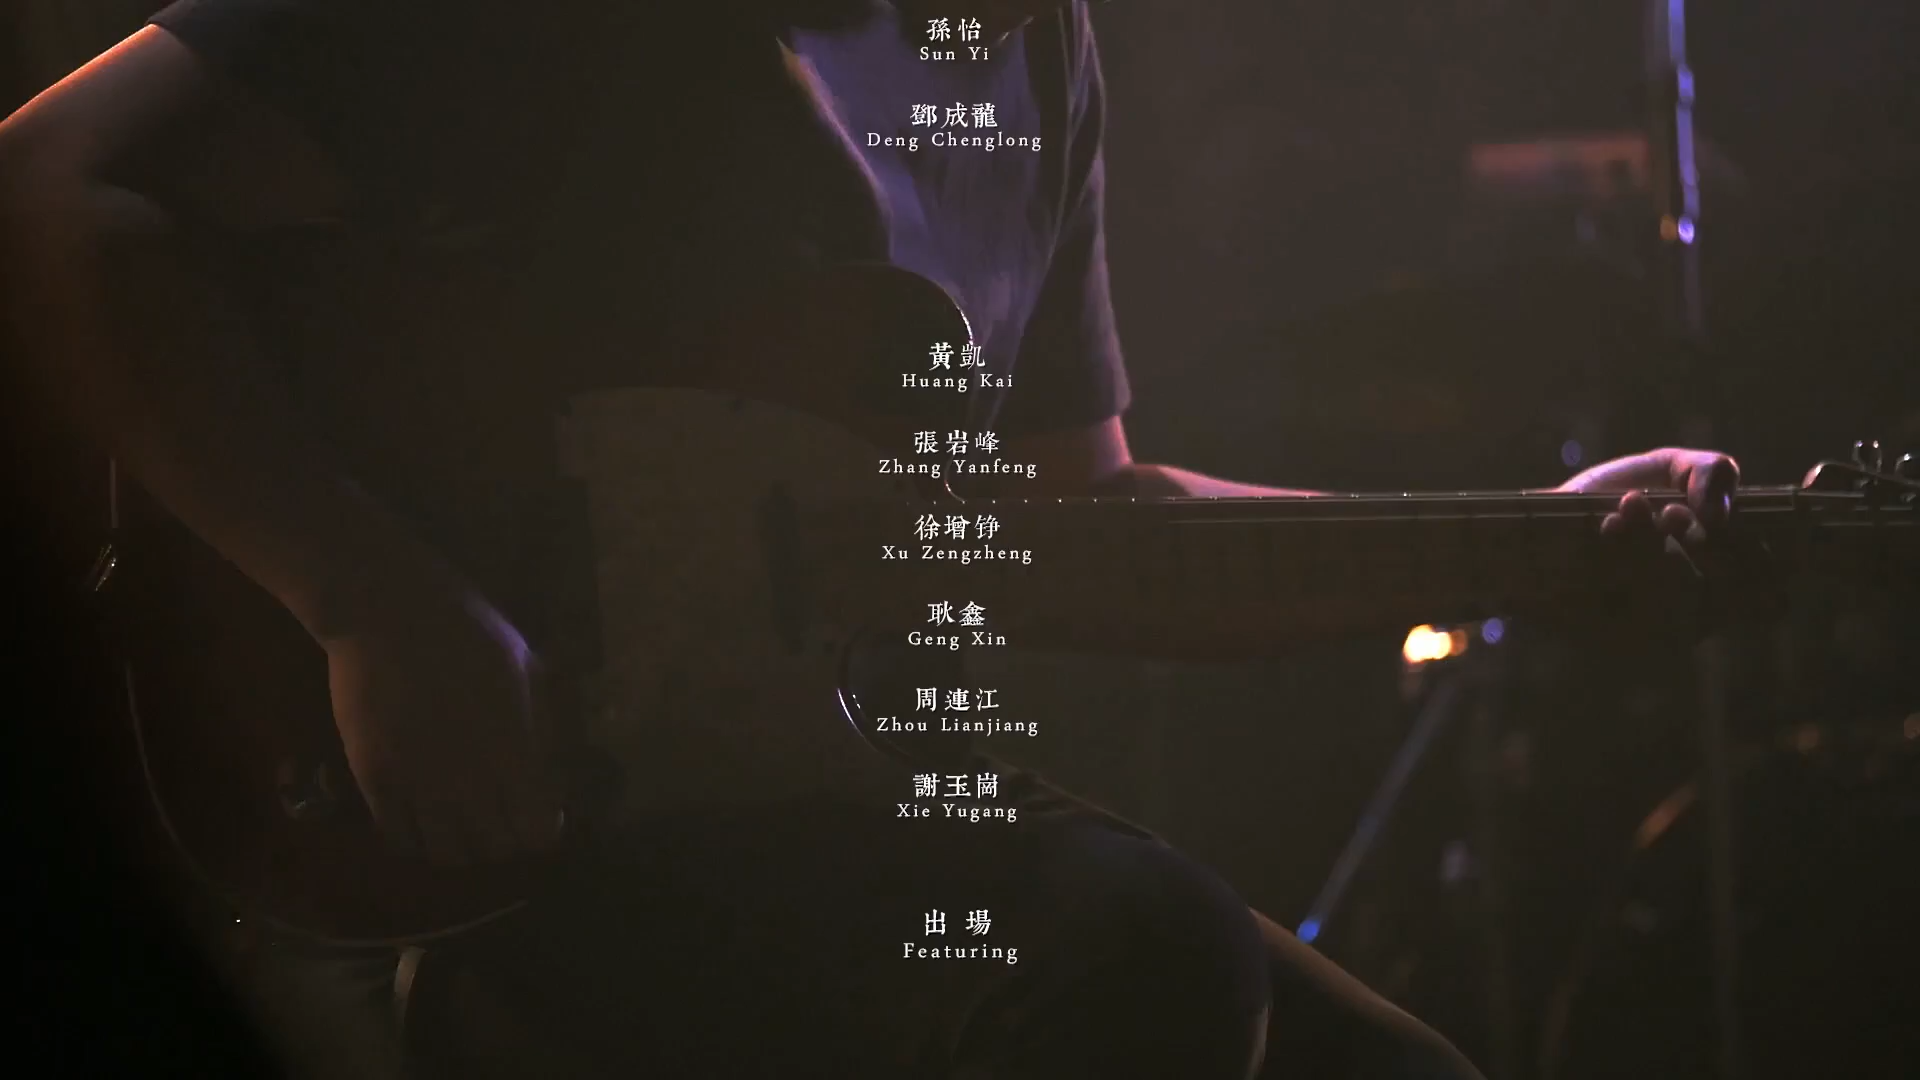 孫怡
Sun Yi
鄧成龍
Deng Chenglong
黃凱
Huang Kai
張岩峰
Zhang Yanfeng
徐增铮
Xu Zengzheng
耿鑫
Geng Xin
周連江
Zhou Lianjiang
謝玉崗
Xie Yugang
出 場
Featuring